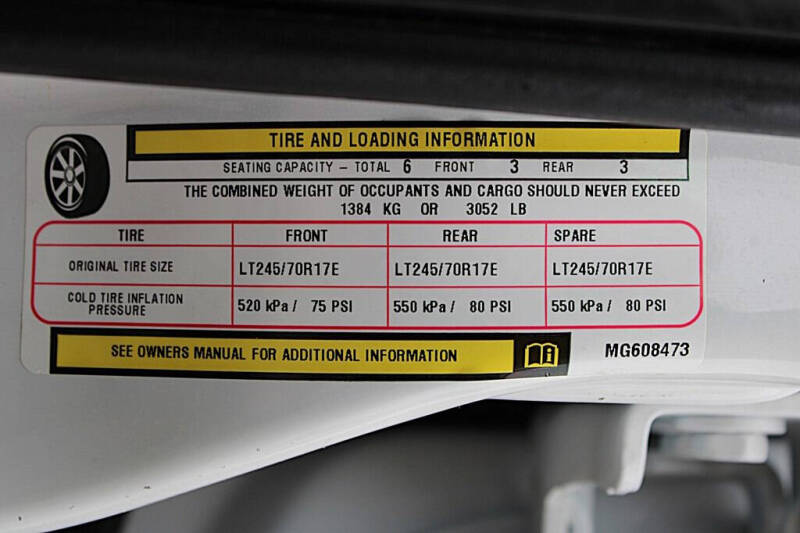 TIRE AND LOADING INFORMATION
SEATING CAPACITY – TOTAL 6 FRONT 3 REAR 3
THE COMBINED WEIGHT OF OCCUPANTS AND CARGO SHOULD NEVER EXCEED
1384 KG OR 3052 LB
TIRE FRONT REAR SPARE
ORIGINAL TIRE SIZE LT245/70R17E LT245/70R17E LT245/70R17E
COLD TIRE INFLATION
PRESSURE 520 kPa / 75 PSI 550 kPa / 80 PSI 550 kPa / 80 PSI
SEE OWNERS MANUAL FOR ADDITIONAL INFORMATION
MG608473